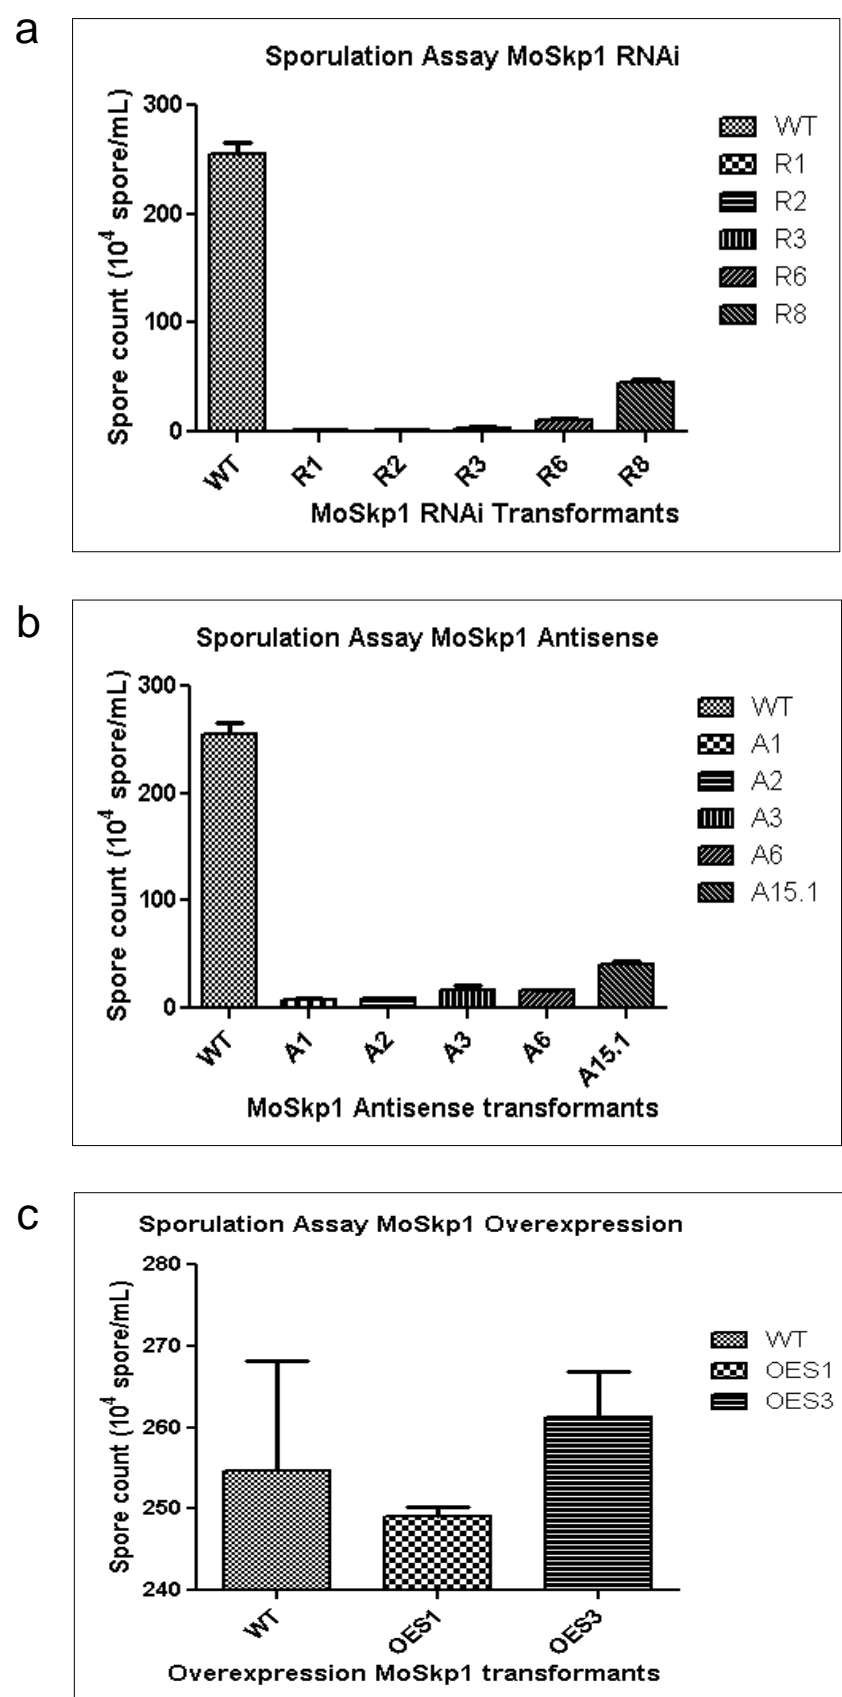 a
Sporulation Assay MoSkp1 RNAi
Spore count (10⁴ spore/mL)
300
200
100
0
WT
R1
R2
R3
R6
R8
MoSkp1 RNAi Transformants
WT
R1
R2
R3
R6
R8
b
Sporulation Assay MoSkp1 Antisense
Spore count (10⁴ spore/mL)
300
200
100
0
WT
A1
A2
A3
A6
A15.1
MoSkp1 Antisense transformants
WT
A1
A2
A3
A6
A15.1
c
Sporulation Assay MoSkp1 Overexpression
Spore count (10⁴ spore/mL)
280
270
260
250
240
WT
OES1
OES3
Overexpression MoSkp1 transformants
WT
OES1
OES3